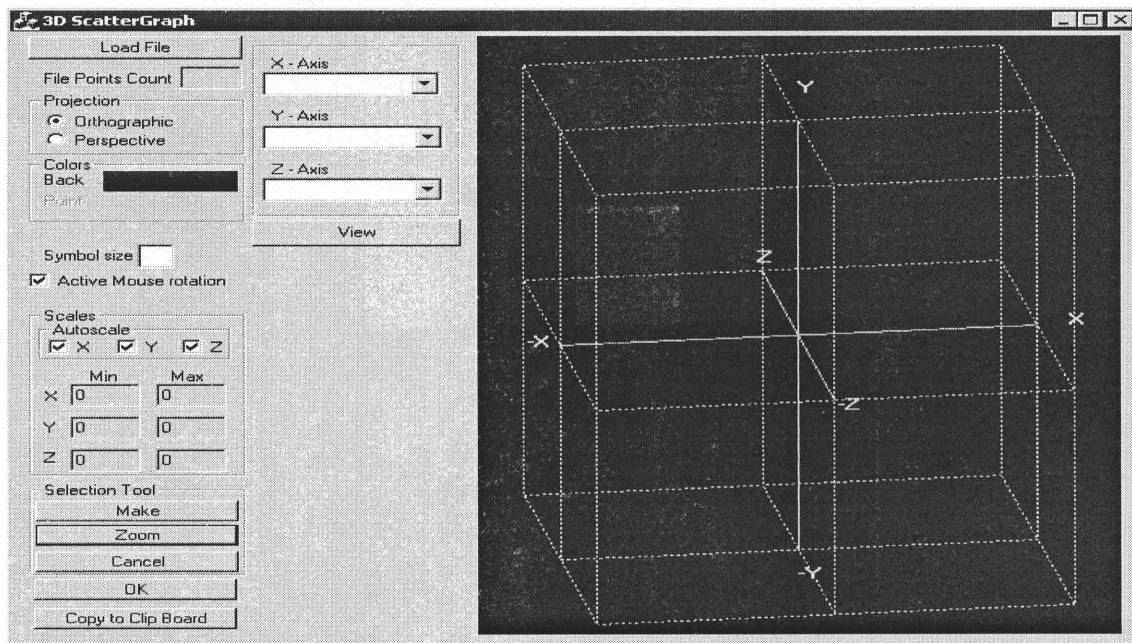 3D ScatterGraph
Load File
File Points Count
Projection
Orthographic
Perspective
Colors
Back
Point
Symbol size
Active Mouse rotation
Scales
Autoscale
X Y Z
Min Max
X 0 0
Y 0 0
Z 0 0
Selection Tool
Make
Zoom
Cancel
OK
Copy to Clip Board
X - Axis
Y - Axis
Z - Axis
View
Y
Z
-X
X
-Z
-Y